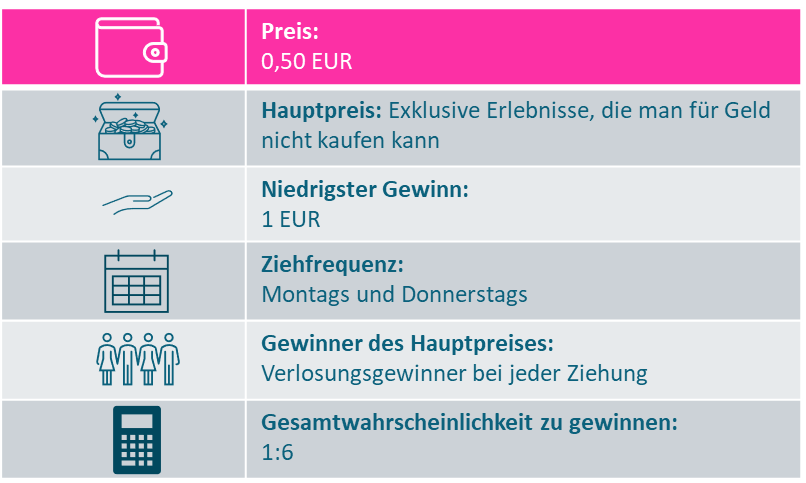 Preis:
0,50 EUR
Hauptpreis: Exklusive Erlebnisse, die man für Geld
nicht kaufen kann
Niedrigster Gewinn:
1 EUR
Ziehfrequenz:
Montags und Donnerstags
Gewinner des Hauptpreises:
Verlosungsgewinner bei jeder Ziehung
Gesamtwahrscheinlichkeit zu gewinnen:
1:6